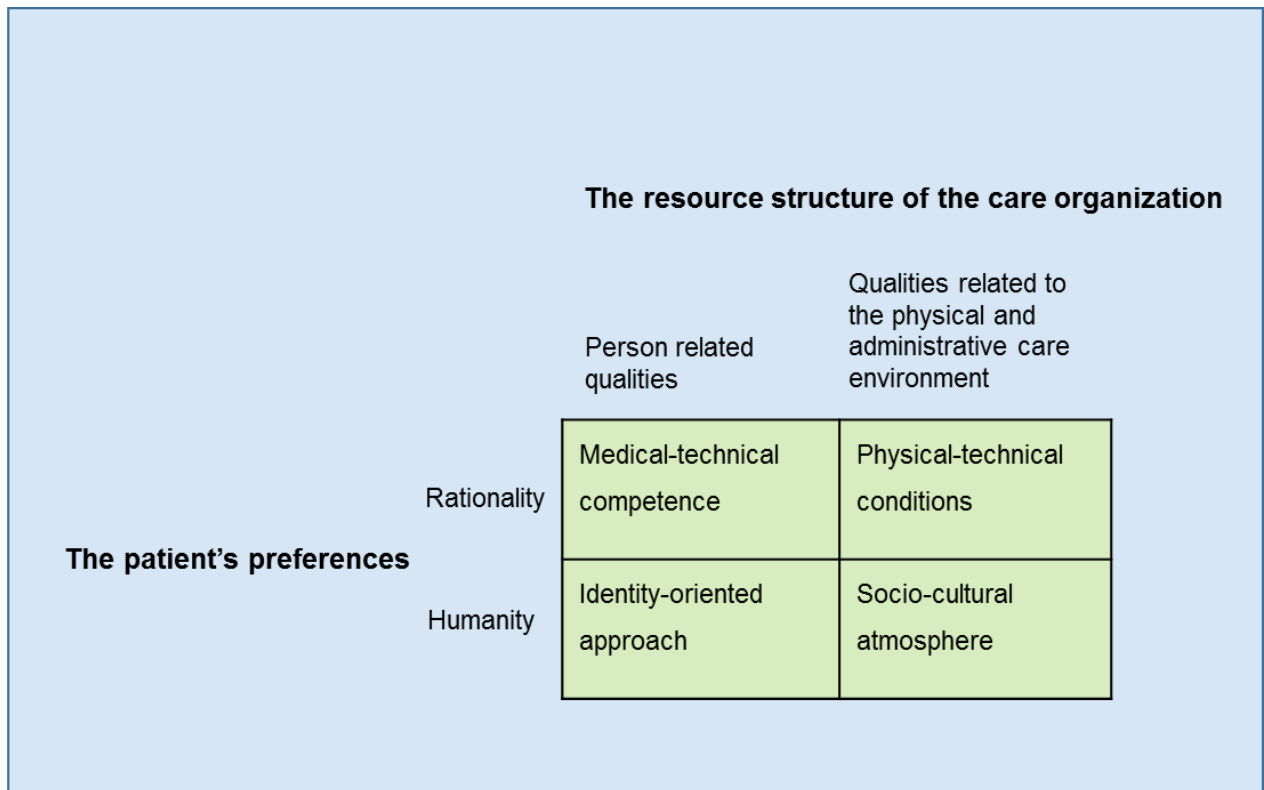 The resource structure of the care organization
Qualities related to
the physical and
administrative care
environment
Person related
qualities
Medical-technical
competence
Physical-technical
conditions
Rationality
The patient’s preferences
Humanity
Identity-oriented
approach
Socio-cultural
atmosphere